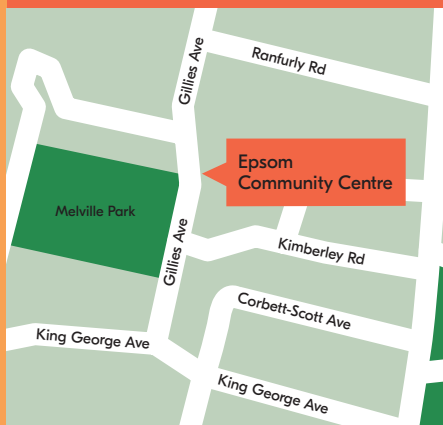 Ranfurly Rd
Gillies Ave
Epsom
Community Centre
Melville Park
Gillies Ave
Kimberley Rd
Corbett-Scott Ave
King George Ave
King George Ave